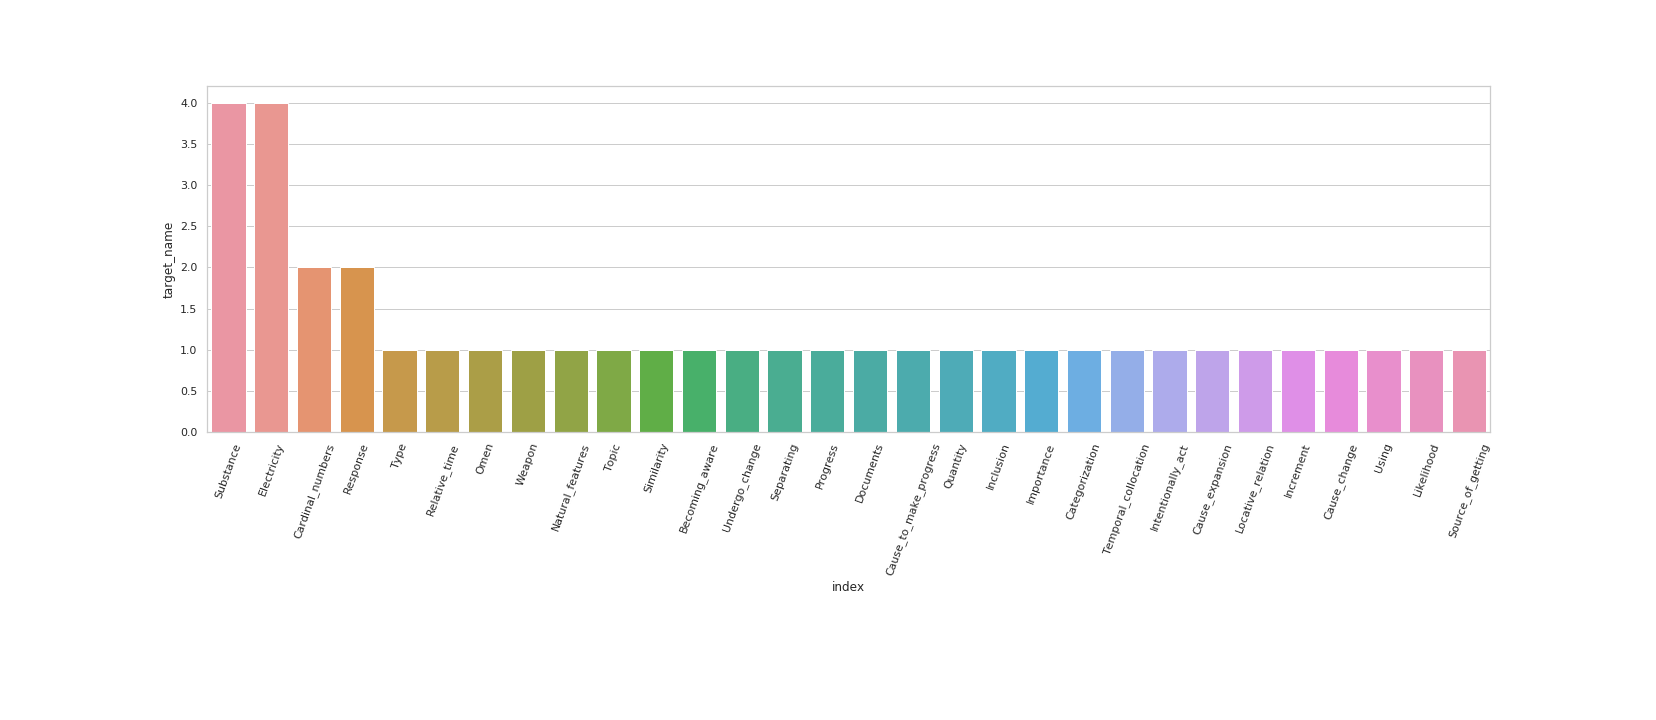 4.0
3.5
3.0
2.5
2.0
1.5
1.0
0.5
0.0
target_name
Substance
Electricity
Cardinal_numbers
Response
Type
Relative_time
Omen
Weapon
Natural_features
Topic
Similarity
Becoming_aware
Undergo_change
Separating
Progress
Documents
Cause_to_make_progress
Quantity
Inclusion
Importance
Categorization
Temporal_collocation
Intentionally_act
Cause_expansion
Locative_relation
Increment
Cause_change
Using
Likelihood
Source_of_getting
index